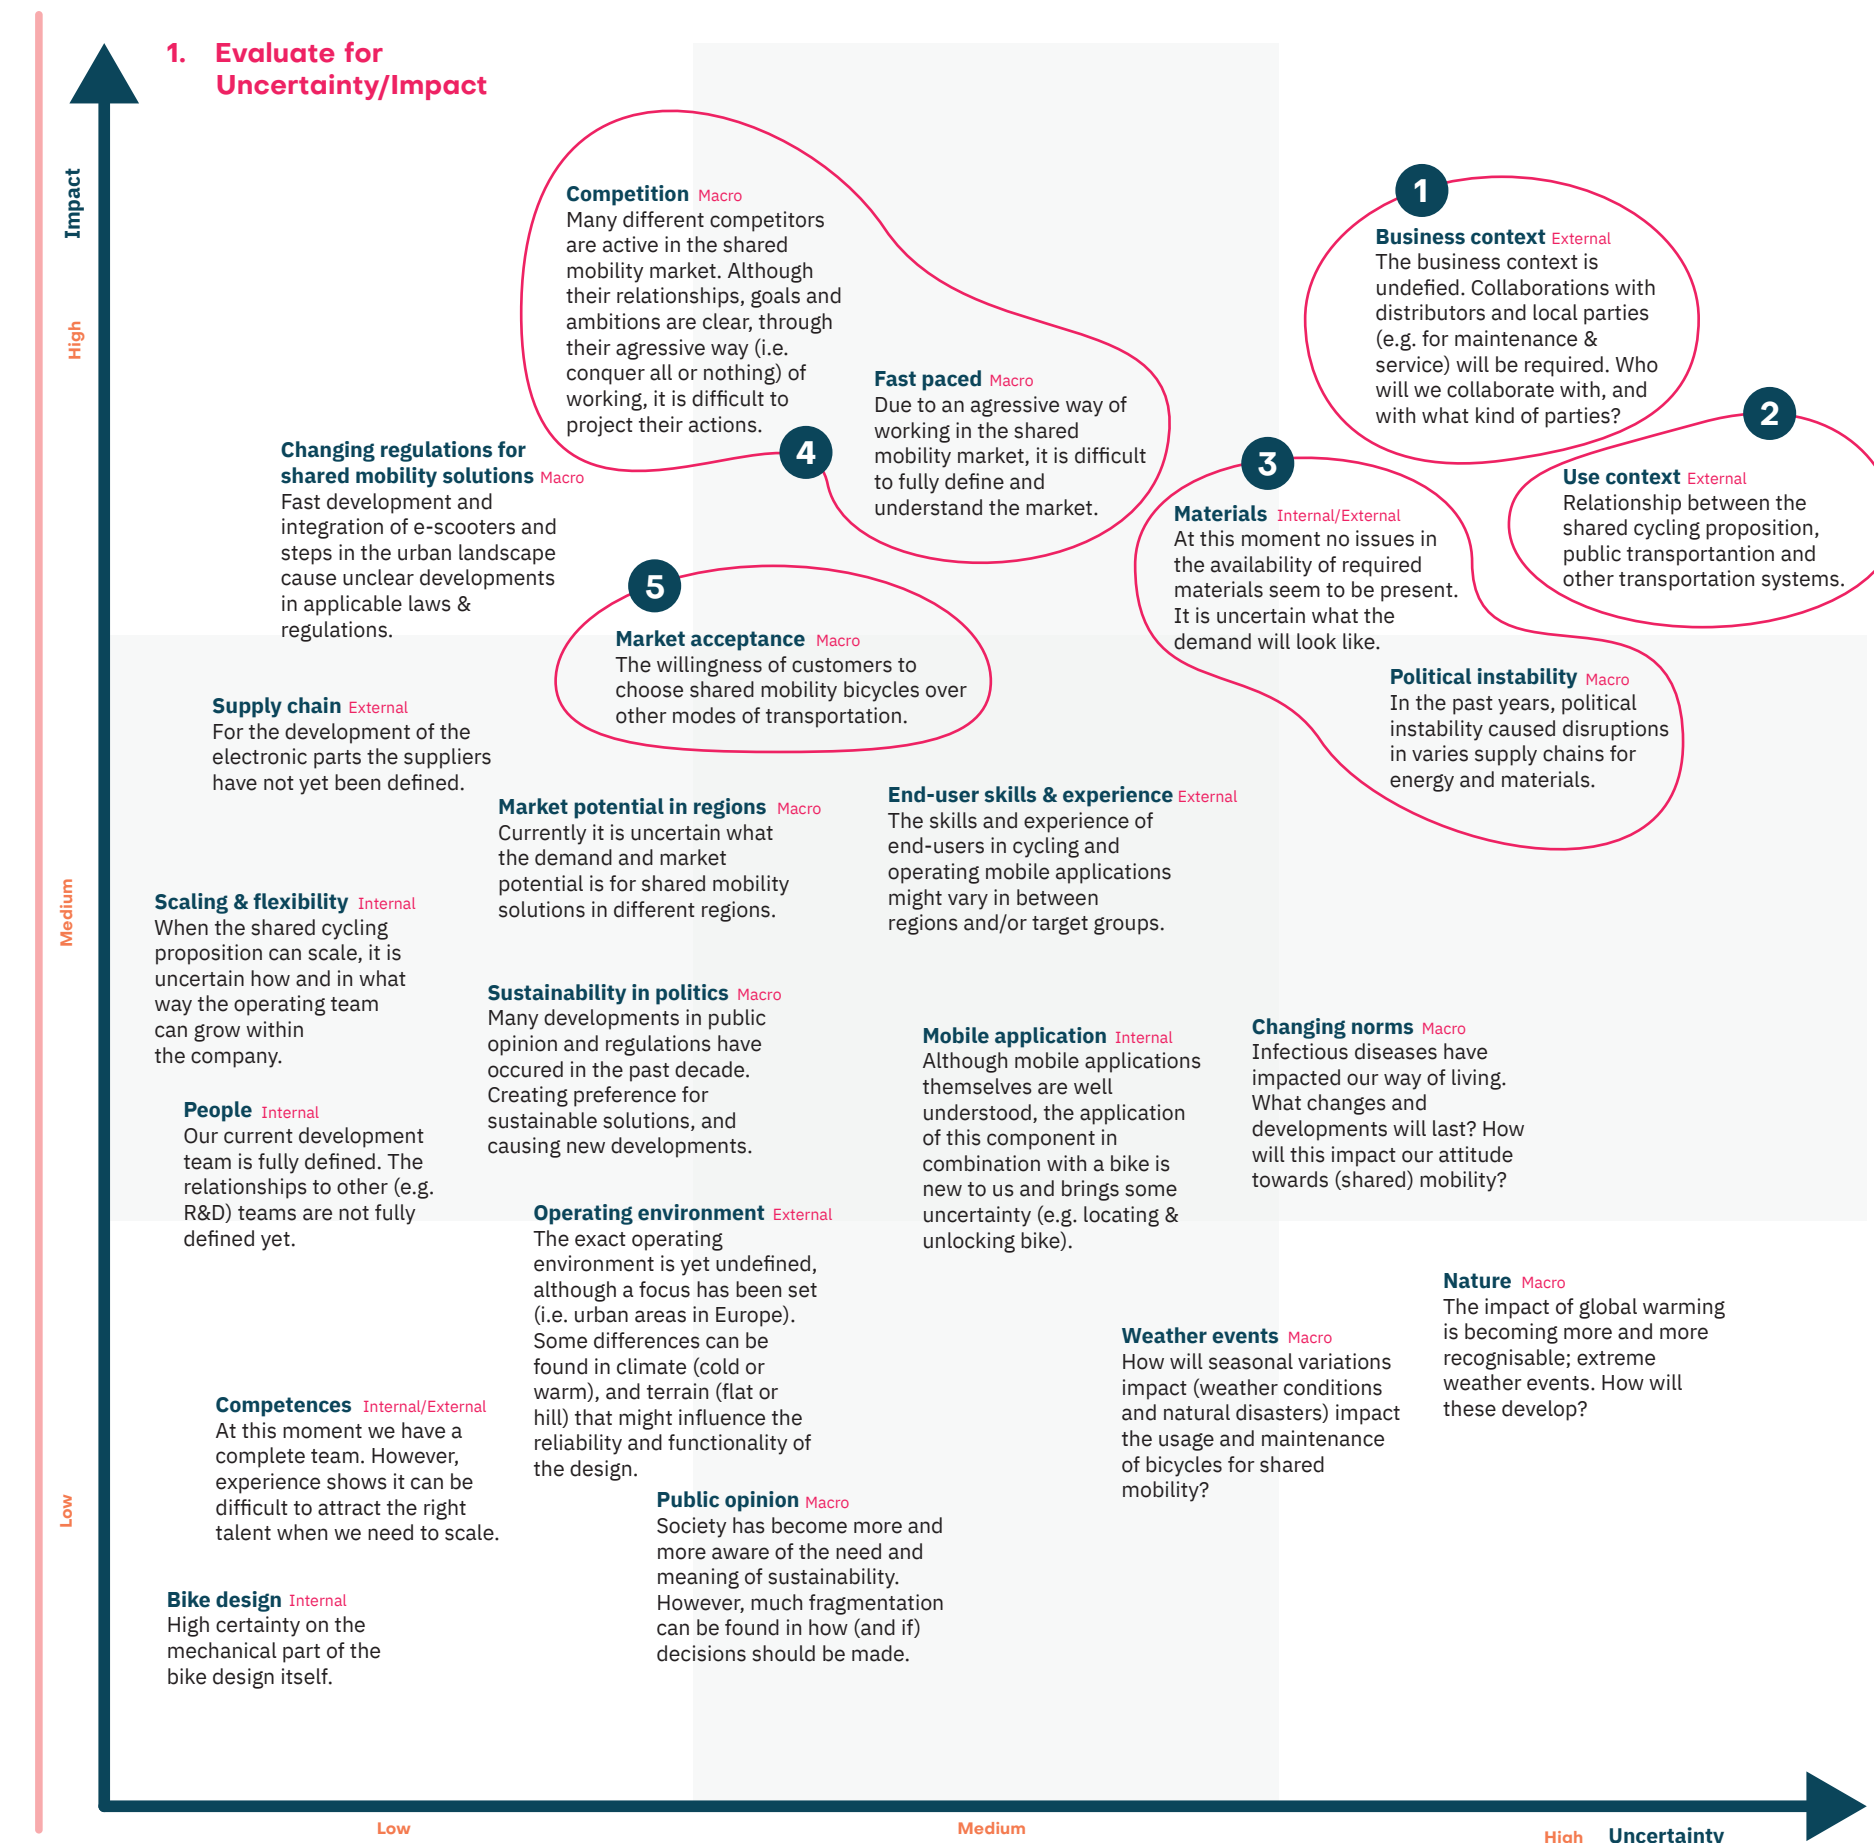 1. Evaluate for
Uncertainty/Impact
Impact
High
Medium
Low
Competition Macro
Many different competitors
are active in the shared
mobility market. Although
their relationships, goals and
ambitions are clear, through
their agressive way (i.e.
conquer all or nothing) of
working, it is difficult to
project their actions.
4
Fast paced Macro
Due to an agressive way of
working in the shared
mobility market, it is difficult
to fully define and
understand the market.
1
Business context External
The business context is
undefied. Collaborations with
distributors and local parties
(e.g. for maintenance &
service) will be required. Who
will we collaborate with, and
with what kind of parties?
2
Use context External
Relationship between the
shared cycling proposition,
public transportantion and
other transportation systems.
3
Materials Internal/External
At this moment no issues in
the availability of required
materials seem to be present.
It is uncertain what the
demand will look like.
Political instability Macro
In the past years, political
instability caused disruptions
in varies supply chains for
energy and materials.
Changing regulations for
shared mobility solutions Macro
Fast development and
integration of e-scooters and
steps in the urban landscape
cause unclear developments
in applicable laws &
regulations.
5
Market acceptance Macro
The willingness of customers to
choose shared mobility bicycles over
other modes of transportation.
Supply chain External
For the development of the
electronic parts the suppliers
have not yet been defined.
Market potential in regions Macro
Currently it is uncertain what
the demand and market
potential is for shared mobility
solutions in different regions.
End-user skills & experience External
The skills and experience of
end-users in cycling and
operating mobile applications
might vary in between
regions and/or target groups.
Scaling & flexibility Internal
When the shared cycling
proposition can scale, it is
uncertain how and in what
way the operating team
can grow within
the company.
Sustainability in politics Macro
Many developments in public
opinion and regulations have
occured in the past decade.
Creating preference for
sustainable solutions, and
causing new developments.
Mobile application Internal
Although mobile applications
themselves are well
understood, the application
of this component in
combination with a bike is
new to us and brings some
uncertainty (e.g. locating &
unlocking bike).
Changing norms Macro
Infectious diseases have
impacted our way of living.
What changes and
developments will last? How
will this impact our attitude
towards (shared) mobility?
People Internal
Our current development
team is fully defined. The
relationships to other (e.g.
R&D) teams are not fully
defined yet.
Operating environment External
The exact operating
environment is yet undefined,
although a focus has been set
(i.e. urban areas in Europe).
Some differences can be
found in climate (cold or
warm), and terrain (flat or
hill) that might influence the
reliability and functionality of
the design.
Nature Macro
The impact of global warming
is becoming more and more
recognisable; extreme
weather events. How will
these develop?
Weather events Macro
How will seasonal variations
impact (weather conditions
and natural disasters) impact
the usage and maintenance
of bicycles for shared
mobility?
Competences Internal/External
At this moment we have a
complete team. However,
experience shows it can be
difficult to attract the right
talent when we need to scale.
Public opinion Macro
Society has become more and
more aware of the need and
meaning of sustainability.
However, much fragmentation
can be found in how (and if)
decisions should be made.
Bike design Internal
High certainty on the
mechanical part of the
bike design itself.
Low
Medium
High
Uncertainty